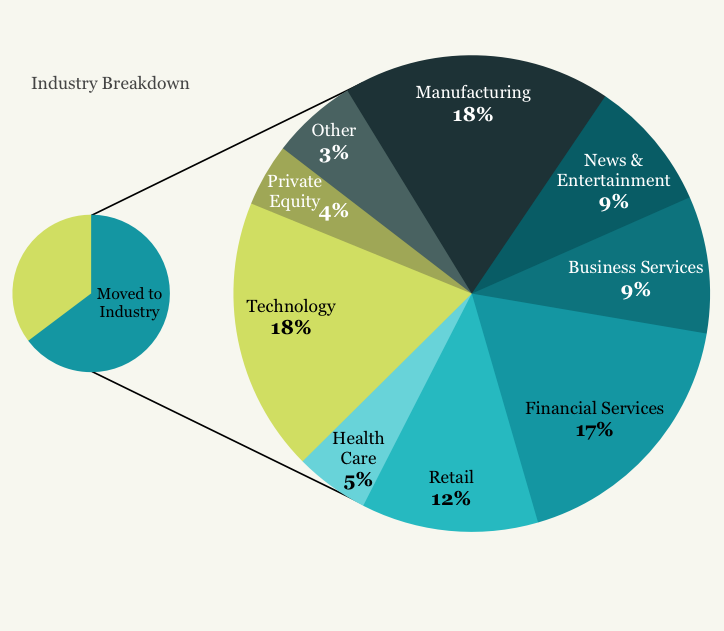 Industry Breakdown
Manufacturing
18%
Other
3%
News &
Entertainment
9%
Private
Equity
4%
Business Services
9%
Moved to
Industry
Technology
18%
Financial Services
17%
Health
Care
5%
Retail
12%